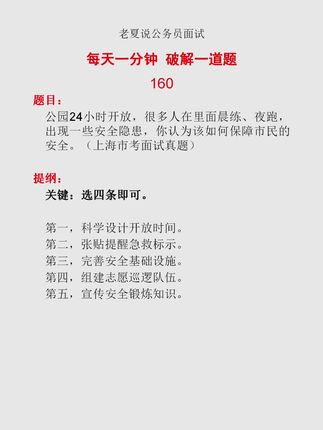 老夏说公务员面试
每天一分钟 破解一道题
160
题目：
公园24小时开放，很多人在里面晨练、夜跑，
出现一些安全隐患，你认为该如何保障市民的
安全。（上海市考面试真题）
提纲：
关键：选四条即可。
第一，科学设计开放时间。
第二，张贴提醒急救标示。
第三，完善安全基础设施。
第四，组建志愿巡逻队伍。
第五，宣传安全锻炼知识。